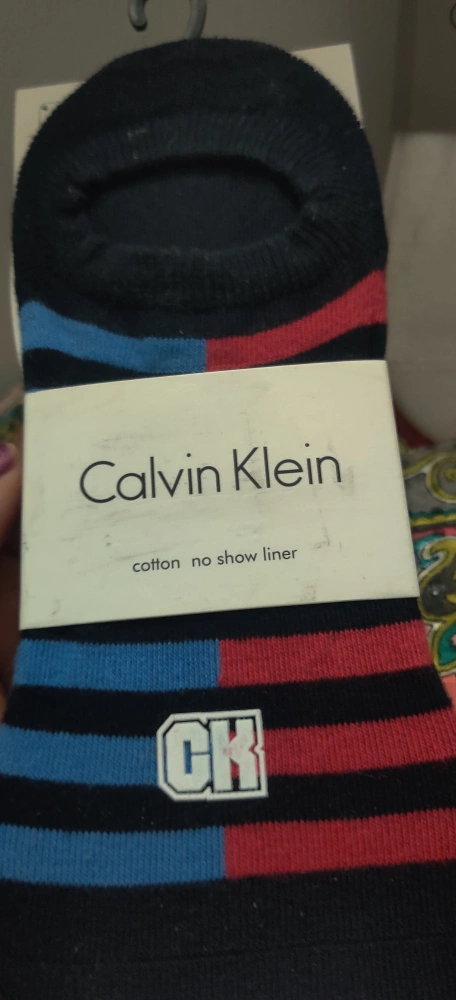 Calvin Klein
cotton no show liner
CK